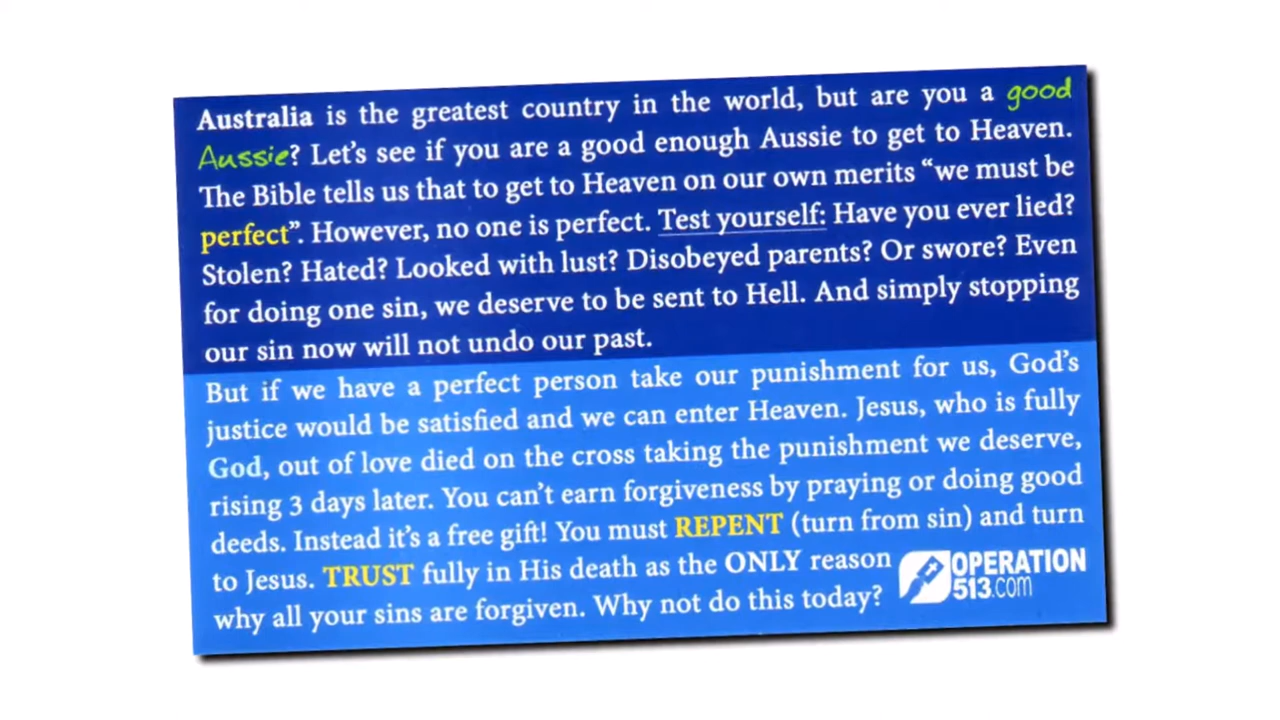 Australia is the greatest country in the world, but are you a good
Aussie? Let's see if you are a good enough Aussie to get to Heaven.
The Bible tells us that to get to Heaven on our own merits “we must be
perfect”. However, no one is perfect. Test yourself: Have you ever lied?
Stolen? Hated? Looked with lust? Disobeyed parents? Or swore? Even
for doing one sin, we deserve to be sent to Hell. And simply stopping
our sin now will not undo our past.
But if we have a perfect person take our punishment for us, God's
justice would be satisfied and we can enter Heaven. Jesus, who is fully
God, out of love died on the cross taking the punishment we deserve,
rising 3 days later. You can't earn forgiveness by praying or doing good
deeds. Instead it's a free gift! You must REPENT (turn from sin) and turn
to Jesus. TRUST fully in His death as the ONLY reason
why all your sins are forgiven. Why not do this today?
OPERATION
513.com